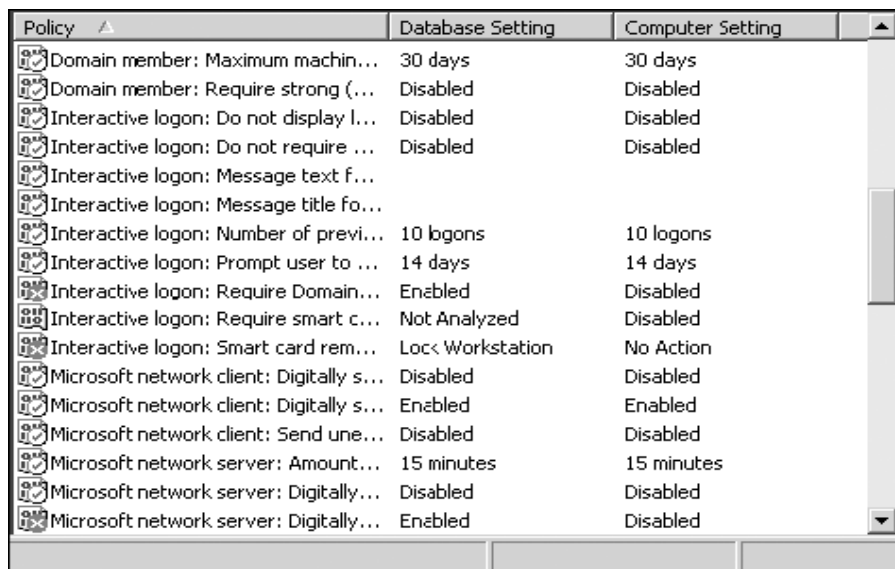 Policy Database Setting Computer Setting
Domain member: Maximum machin... 30 days 30 days
Domain member: Require strong (... Disabled Disabled
Interactive logon: Do not display l... Disabled Disabled
Interactive logon: Do not require ... Disabled Disabled
Interactive logon: Message text f...
Interactive logon: Message title fo...
Interactive logon: Number of previ... 10 logons 10 logons
Interactive logon: Prompt user to ... 14 days 14 days
Interactive logon: Require Domain... Enabled Disabled
Interactive logon: Require smart c... Not Analyzed Disabled
Interactive logon: Smart card rem... Lock Workstation No Action
Microsoft network client: Digitally s... Disabled Disabled
Microsoft network client: Digitally s... Enabled Enabled
Microsoft network client: Send une... Disabled Disabled
Microsoft network server: Amount... 15 minutes 15 minutes
Microsoft network server: Digitally... Disabled Disabled
Microsoft network server: Digitally... Enabled Disabled